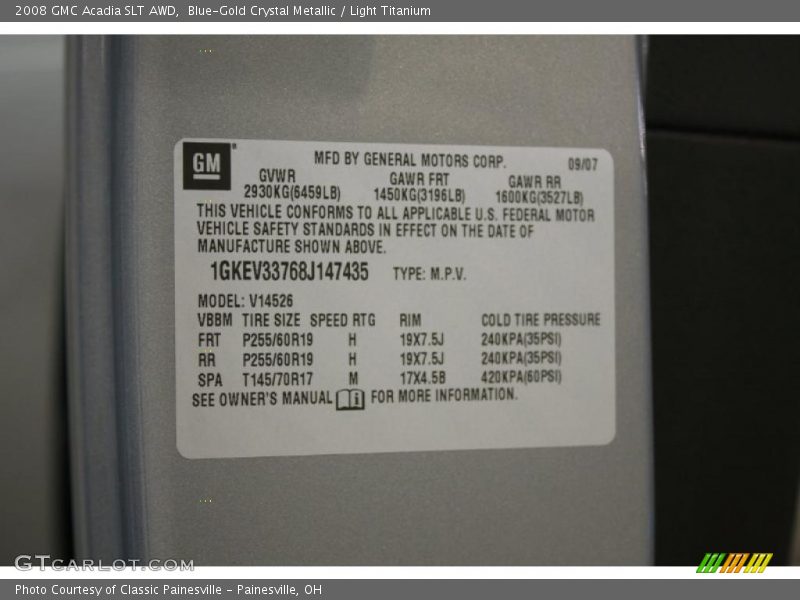 2008 GMC Acadia SLT AWD, Blue-Gold Crystal Metallic / Light Titanium
GM
MFD BY GENERAL MOTORS CORP. 09/07
GVWR GAWR FRT GAWR RR
2930KG(6459LB) 1450KG(3196LB) 1600KG(3527LB)
THIS VEHICLE CONFORMS TO ALL APPLICABLE U.S. FEDERAL MOTOR
VEHICLE SAFETY STANDARDS IN EFFECT ON THE DATE OF
MANUFACTURE SHOWN ABOVE.
1GKEV33768J147435 TYPE: M.P.V.
MODEL: V14526
VBBM TIRE SIZE SPEED RTG RIM COLD TIRE PRESSURE
FRT P255/60R19 H 19X7.5J 240KPA(35PSI)
RR P255/60R19 H 19X7.5J 240KPA(35PSI)
SPA T145/70R17 M 17X4.5B 420KPA(60PSI)
SEE OWNER'S MANUAL FOR MORE INFORMATION.
GTCARLOT.COM
Photo Courtesy of Classic Painesville - Painesville, OH